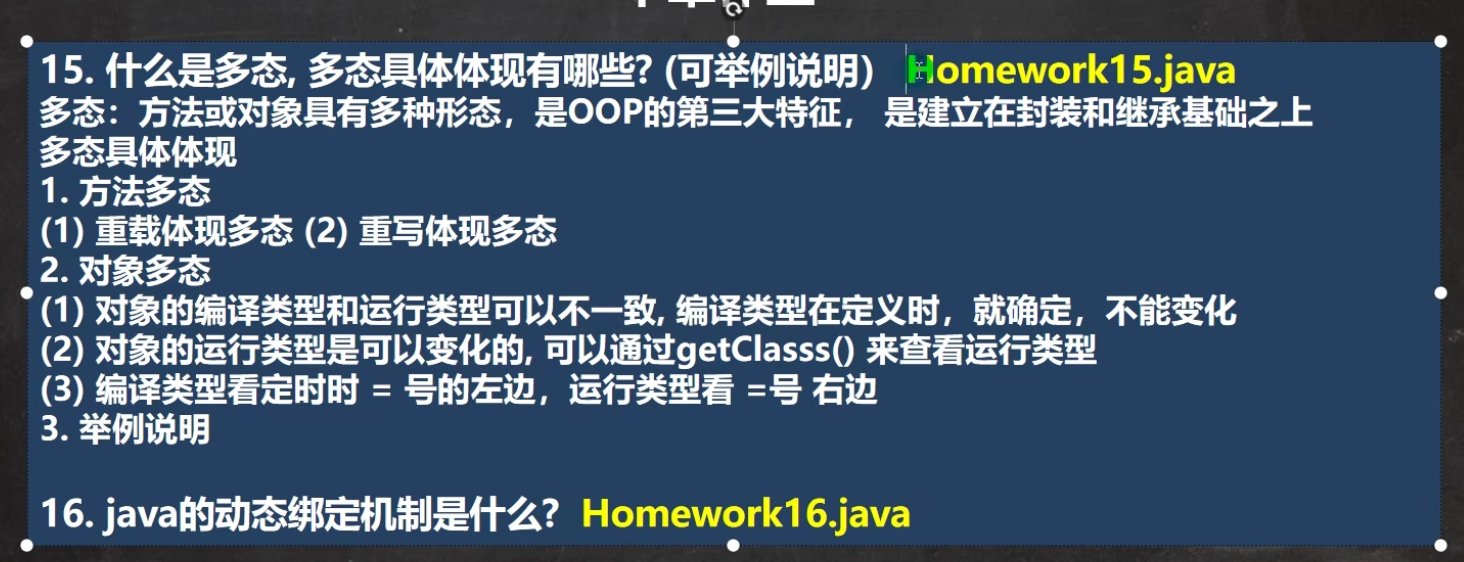 15. 什么是多态, 多态具体体现有哪些? (可举例说明) Homework15.java
多态：方法或对象具有多种形态，是OOP的第三大特征， 是建立在封装和继承基础之上
多态具体体现
1. 方法多态
(1) 重载体现多态 (2) 重写体现多态
2. 对象多态
(1) 对象的编译类型和运行类型可以不一致, 编译类型在定义时，就确定，不能变化
(2) 对象的运行类型是可以变化的, 可以通过getClasss() 来查看运行类型
(3) 编译类型看定时时 = 号的左边，运行类型看 =号 右边
3. 举例说明
16. java的动态绑定机制是什么? Homework16.java